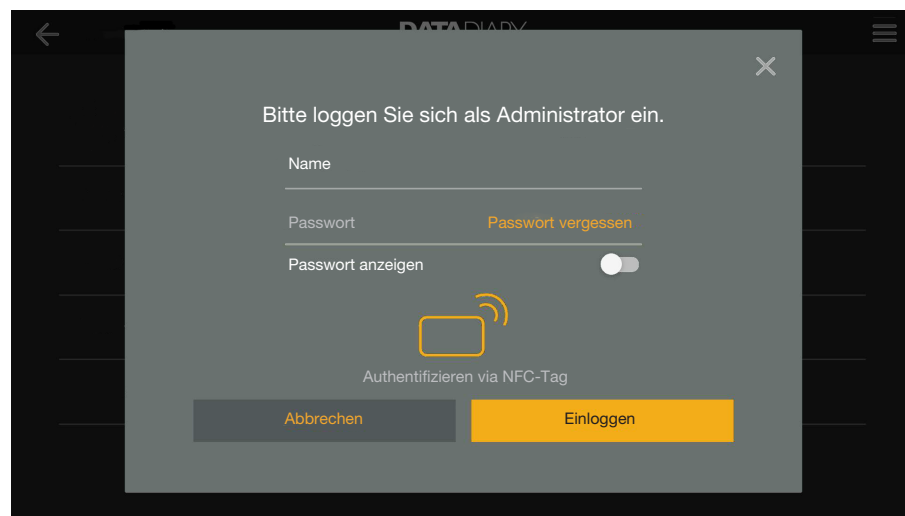 DATADIARY
Bitte loggen Sie sich als Administrator ein.
Name
Passwort Passwort vergessen
Passwort anzeigen
Authentifizieren via NFC-Tag
Abbrechen Einloggen